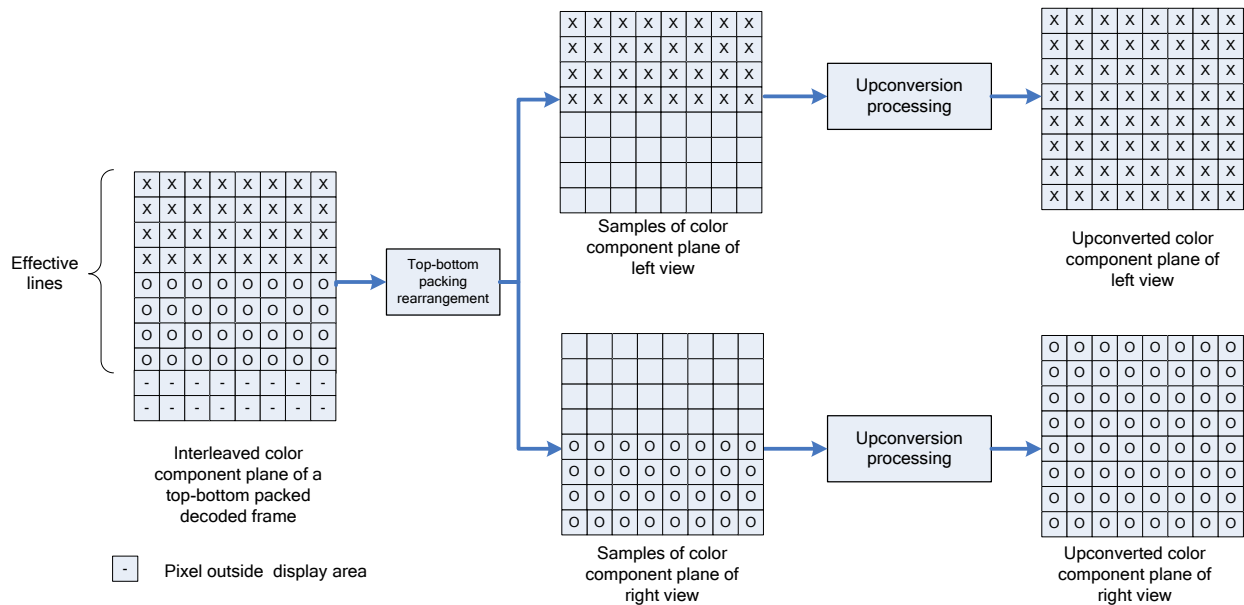 X X X X X X X X
X X X X X X X X
X X X X X X X X
X X X X X X X X
Samples of color
component plane of
left view
Upconversion
processing
X X X X X X X X
X X X X X X X X
X X X X X X X X
X X X X X X X X
X X X X X X X X
X X X X X X X X
X X X X X X X X
X X X X X X X X
Upconverted color
component plane of
left view
Effective
lines
X X X X X X X X
X X X X X X X X
X X X X X X X X
X X X X X X X X
O O O O O O O O
O O O O O O O O
O O O O O O O O
O O O O O O O O
- - - - - - - -
- - - - - - - -
Interleaved color
component plane of a
top-bottom packed
decoded frame
Top-bottom
packing
rearrangement
O O O O O O O O
O O O O O O O O
O O O O O O O O
O O O O O O O O
Samples of color
component plane of
right view
Upconversion
processing
O O O O O O O O
O O O O O O O O
O O O O O O O O
O O O O O O O O
O O O O O O O O
O O O O O O O O
O O O O O O O O
O O O O O O O O
Upconverted color
component plane of
right view
- Pixel outside display area